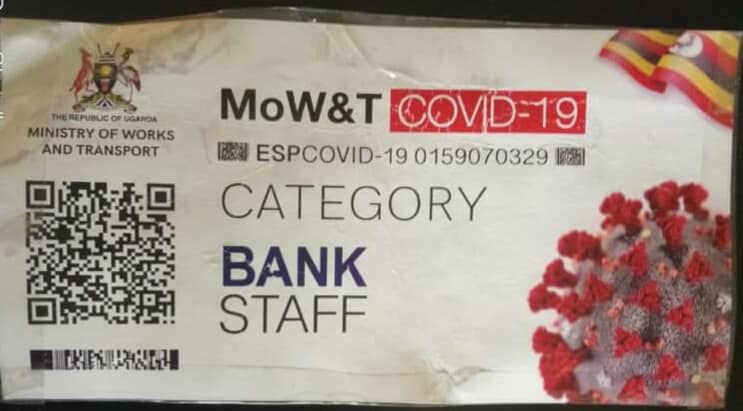 THE REPUBLIC OF UGANDA
MINISTRY OF WORKS
AND TRANSPORT
MoW&T COVID-19
ESPCOVID-19 0159070329
CATEGORY
BANK
STAFF